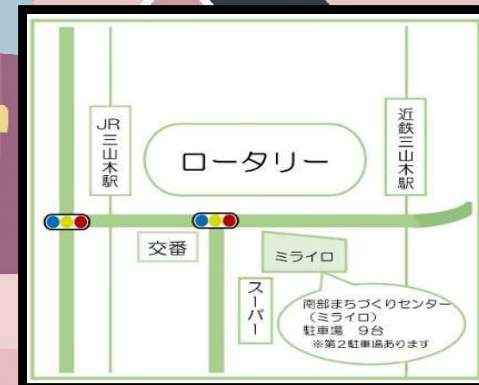 JR三山木駅
ロータリー
近鉄三山木駅
交番
ミライロ
スーパー
南部まちづくりセンター
（ミライロ）
駐車場　９台
※第２駐車場あります